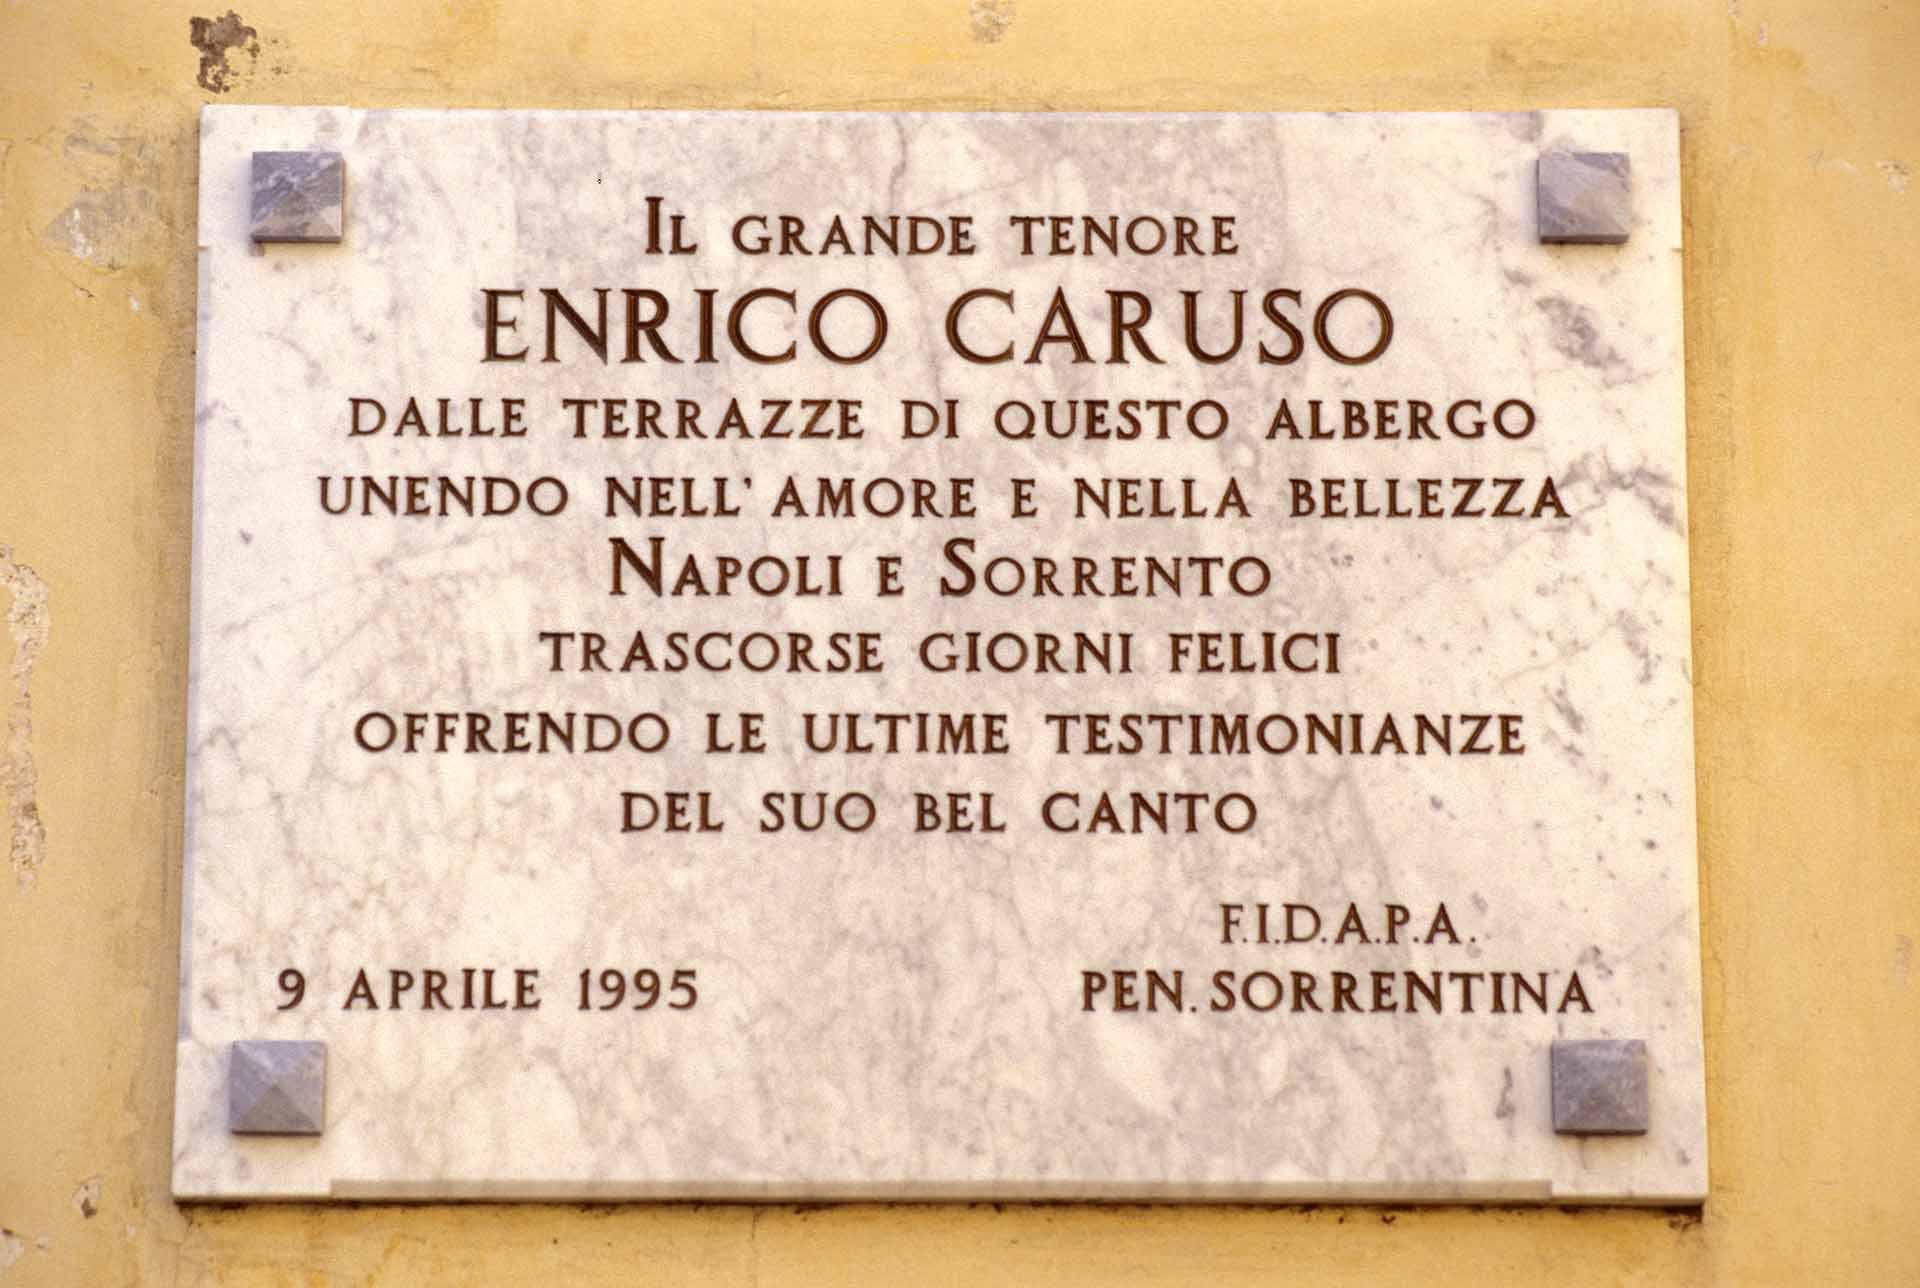 Il grande tenore
ENRICO CARUSO
DALLE TERRAZZE DI QUESTO ALBERGO
UNENDO NELL'AMORE E NELLA BELLEZZA
NAPOLI E SORRENTO
TRASCORSE GIORNI FELICI
OFFRENDO LE ULTIME TESTIMONIANZE
DEL SUO BEL CANTO
F.I.D.A.P.A.
9 APRILE 1995 PEN. SORRENTINA